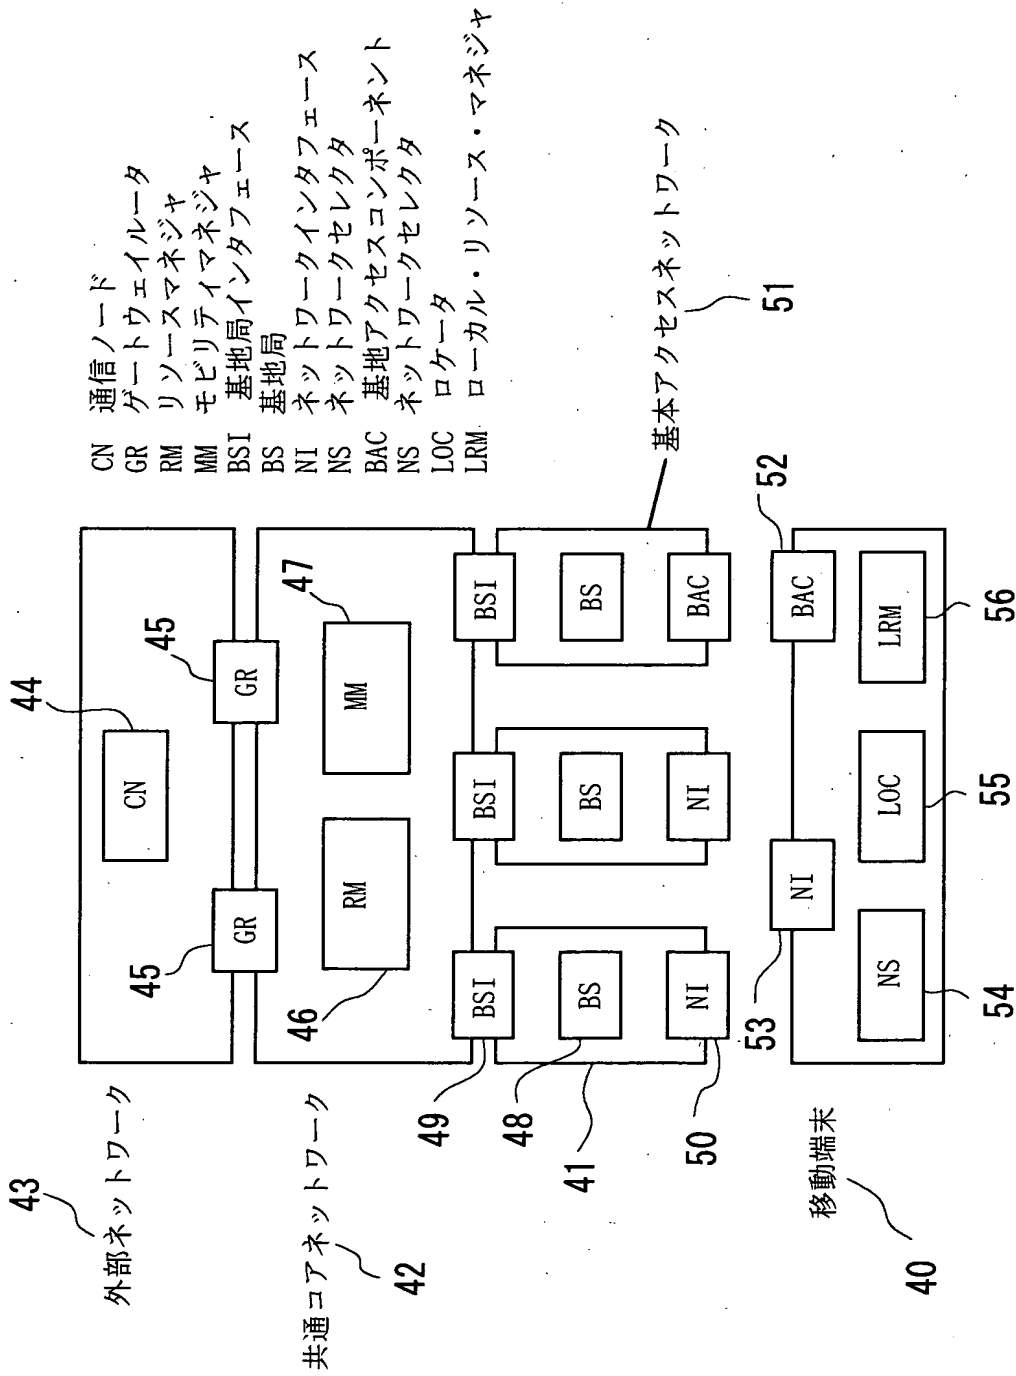 43
外部ネットワーク
44
CN
45
GR
45
GR
共通コアネットワーク
42
46
RM
47
MM
49
BSI
BSI
BSI
48
BS
BS
BS
41
50
NI
NI
BAC
基本アクセスネットワーク
51
移動端末
40
53
NI
BAC
52
NS
54
LOC
55
LRM
56
CN 通信ノード
GR ゲートウェイルータ
RM リソースマネジャ
MM モビリティマネジャ
BSI 基地局インタフェース
BS 基地局
NI ネットワークインタフェース
NS ネットワークセレクタ
BAC 基地アクセスコンポーネント
NS ネットワークセレクタ
LOC ロケータ
LRM ローカル・リソース・マネジャ